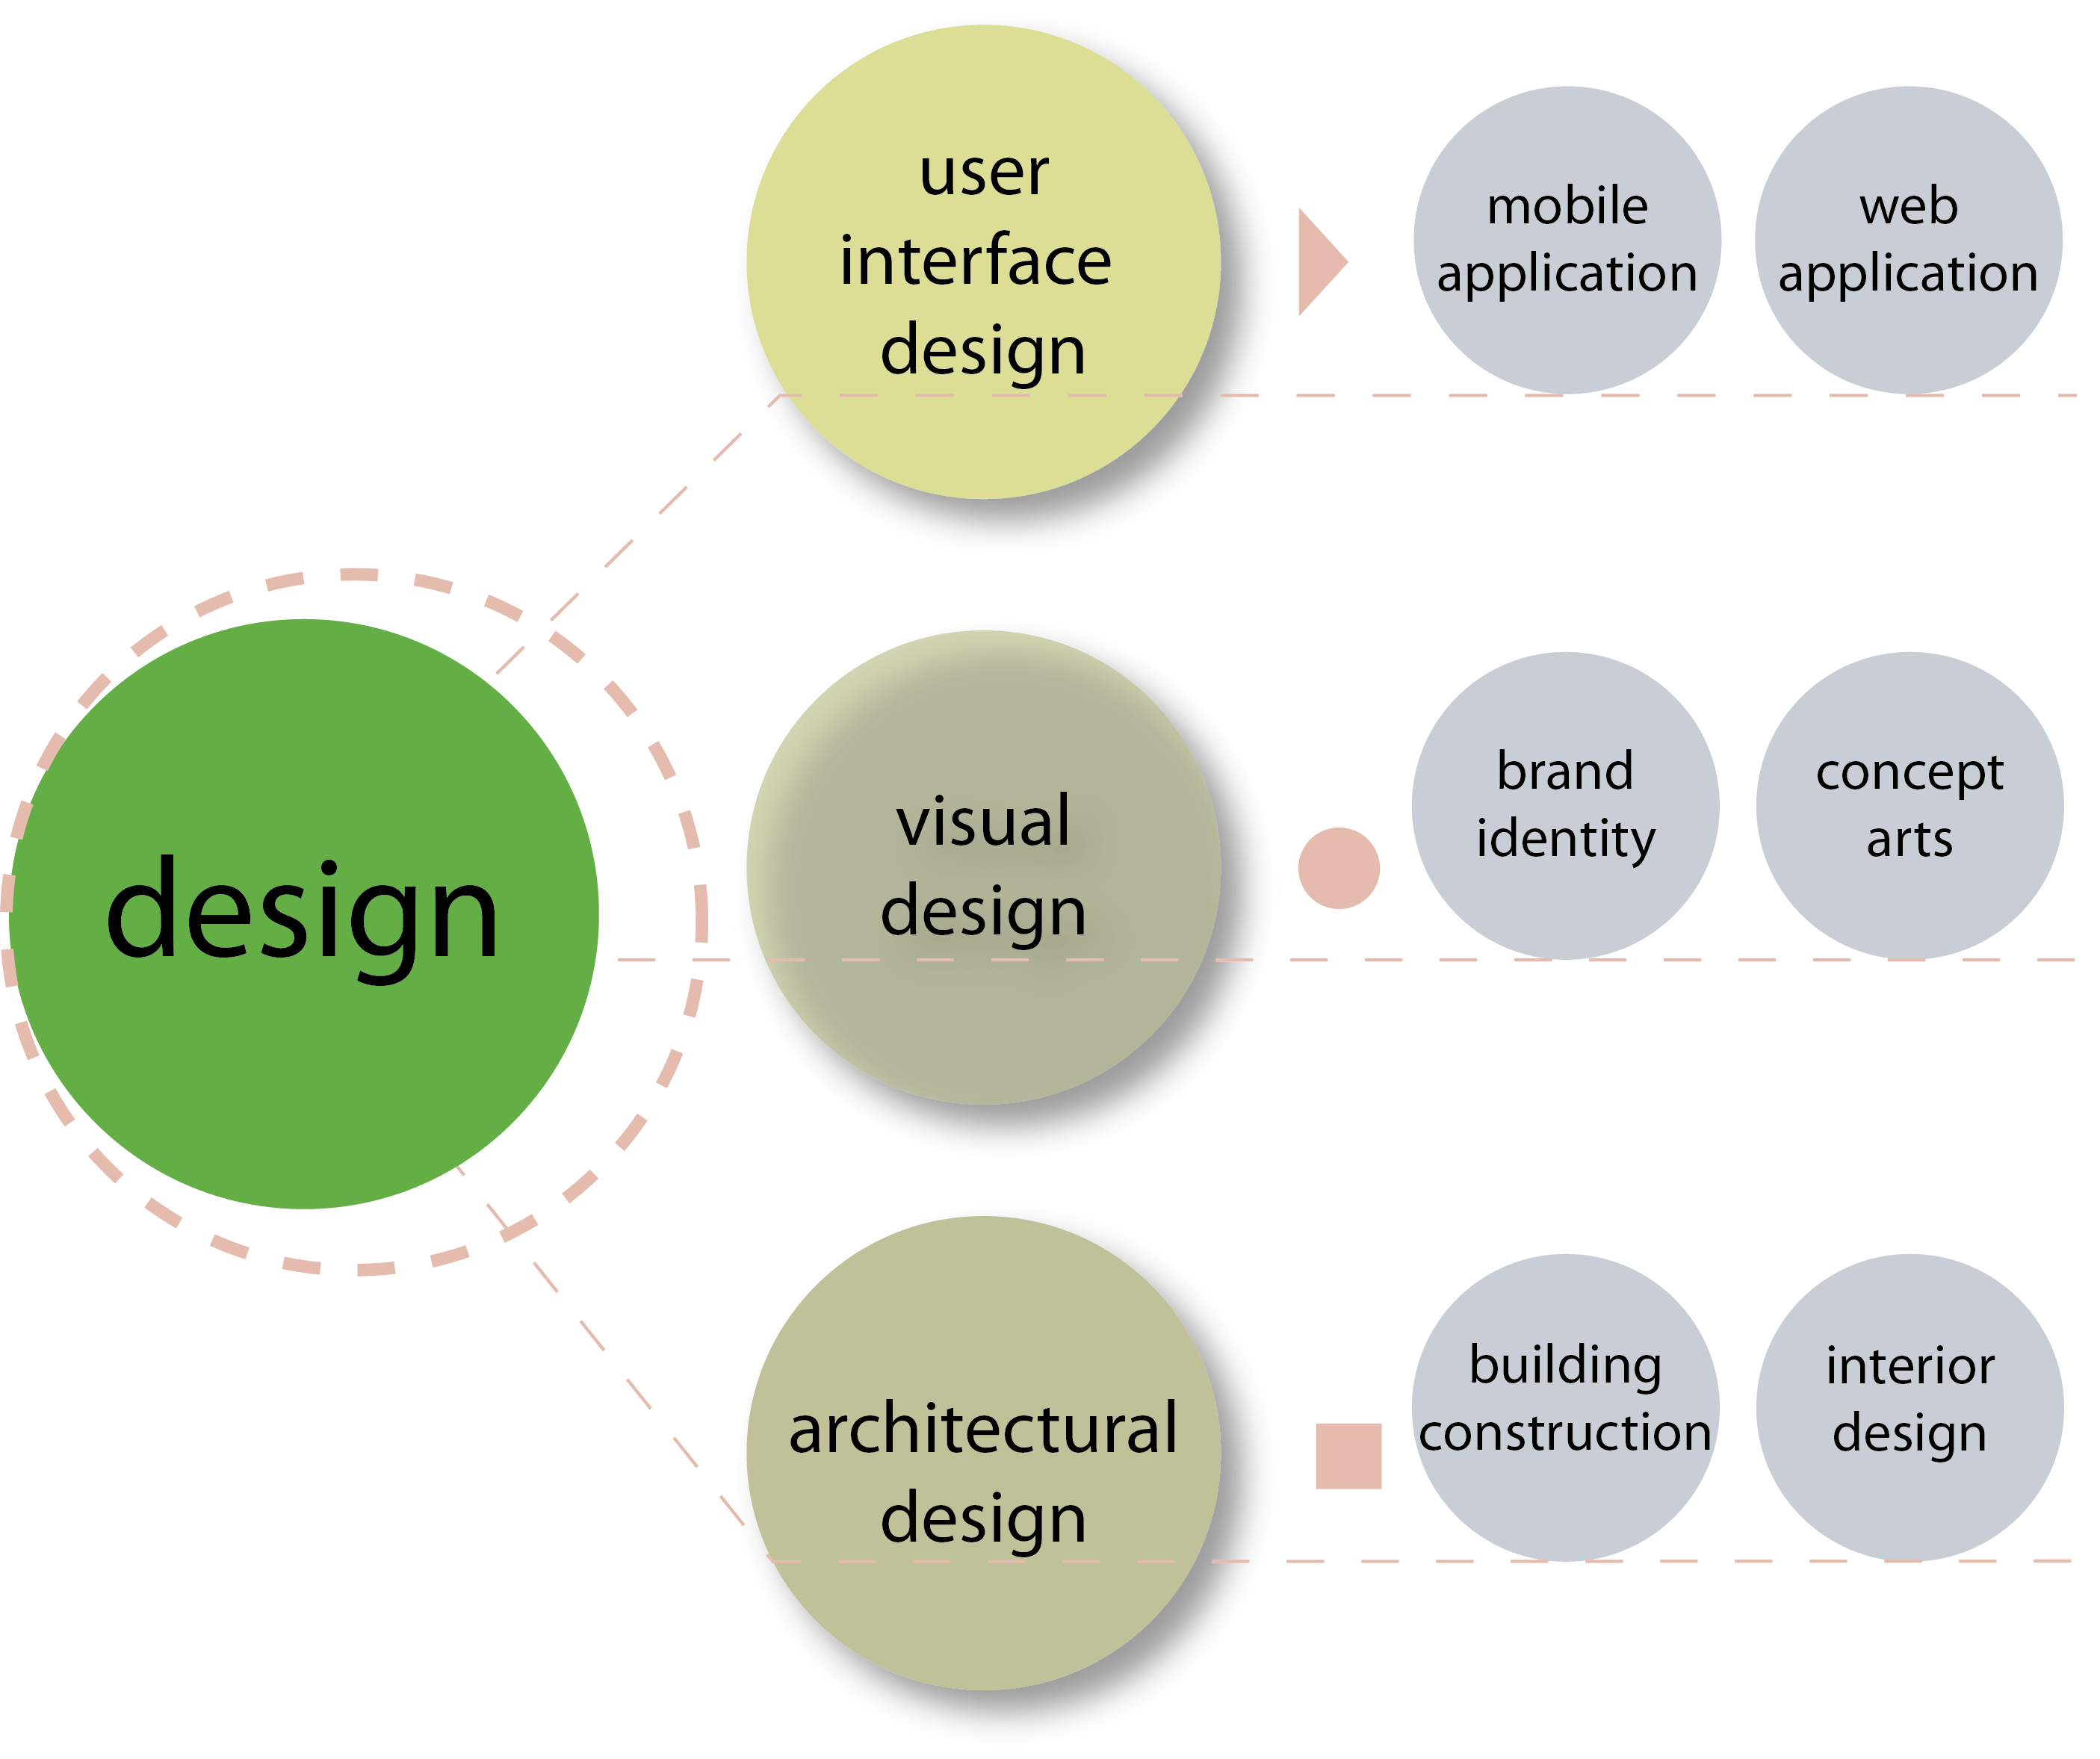 design
user
interface
design
mobile
application
web
application
visual
design
brand
identity
concept
arts
architectural
design
building
construction
interior
design